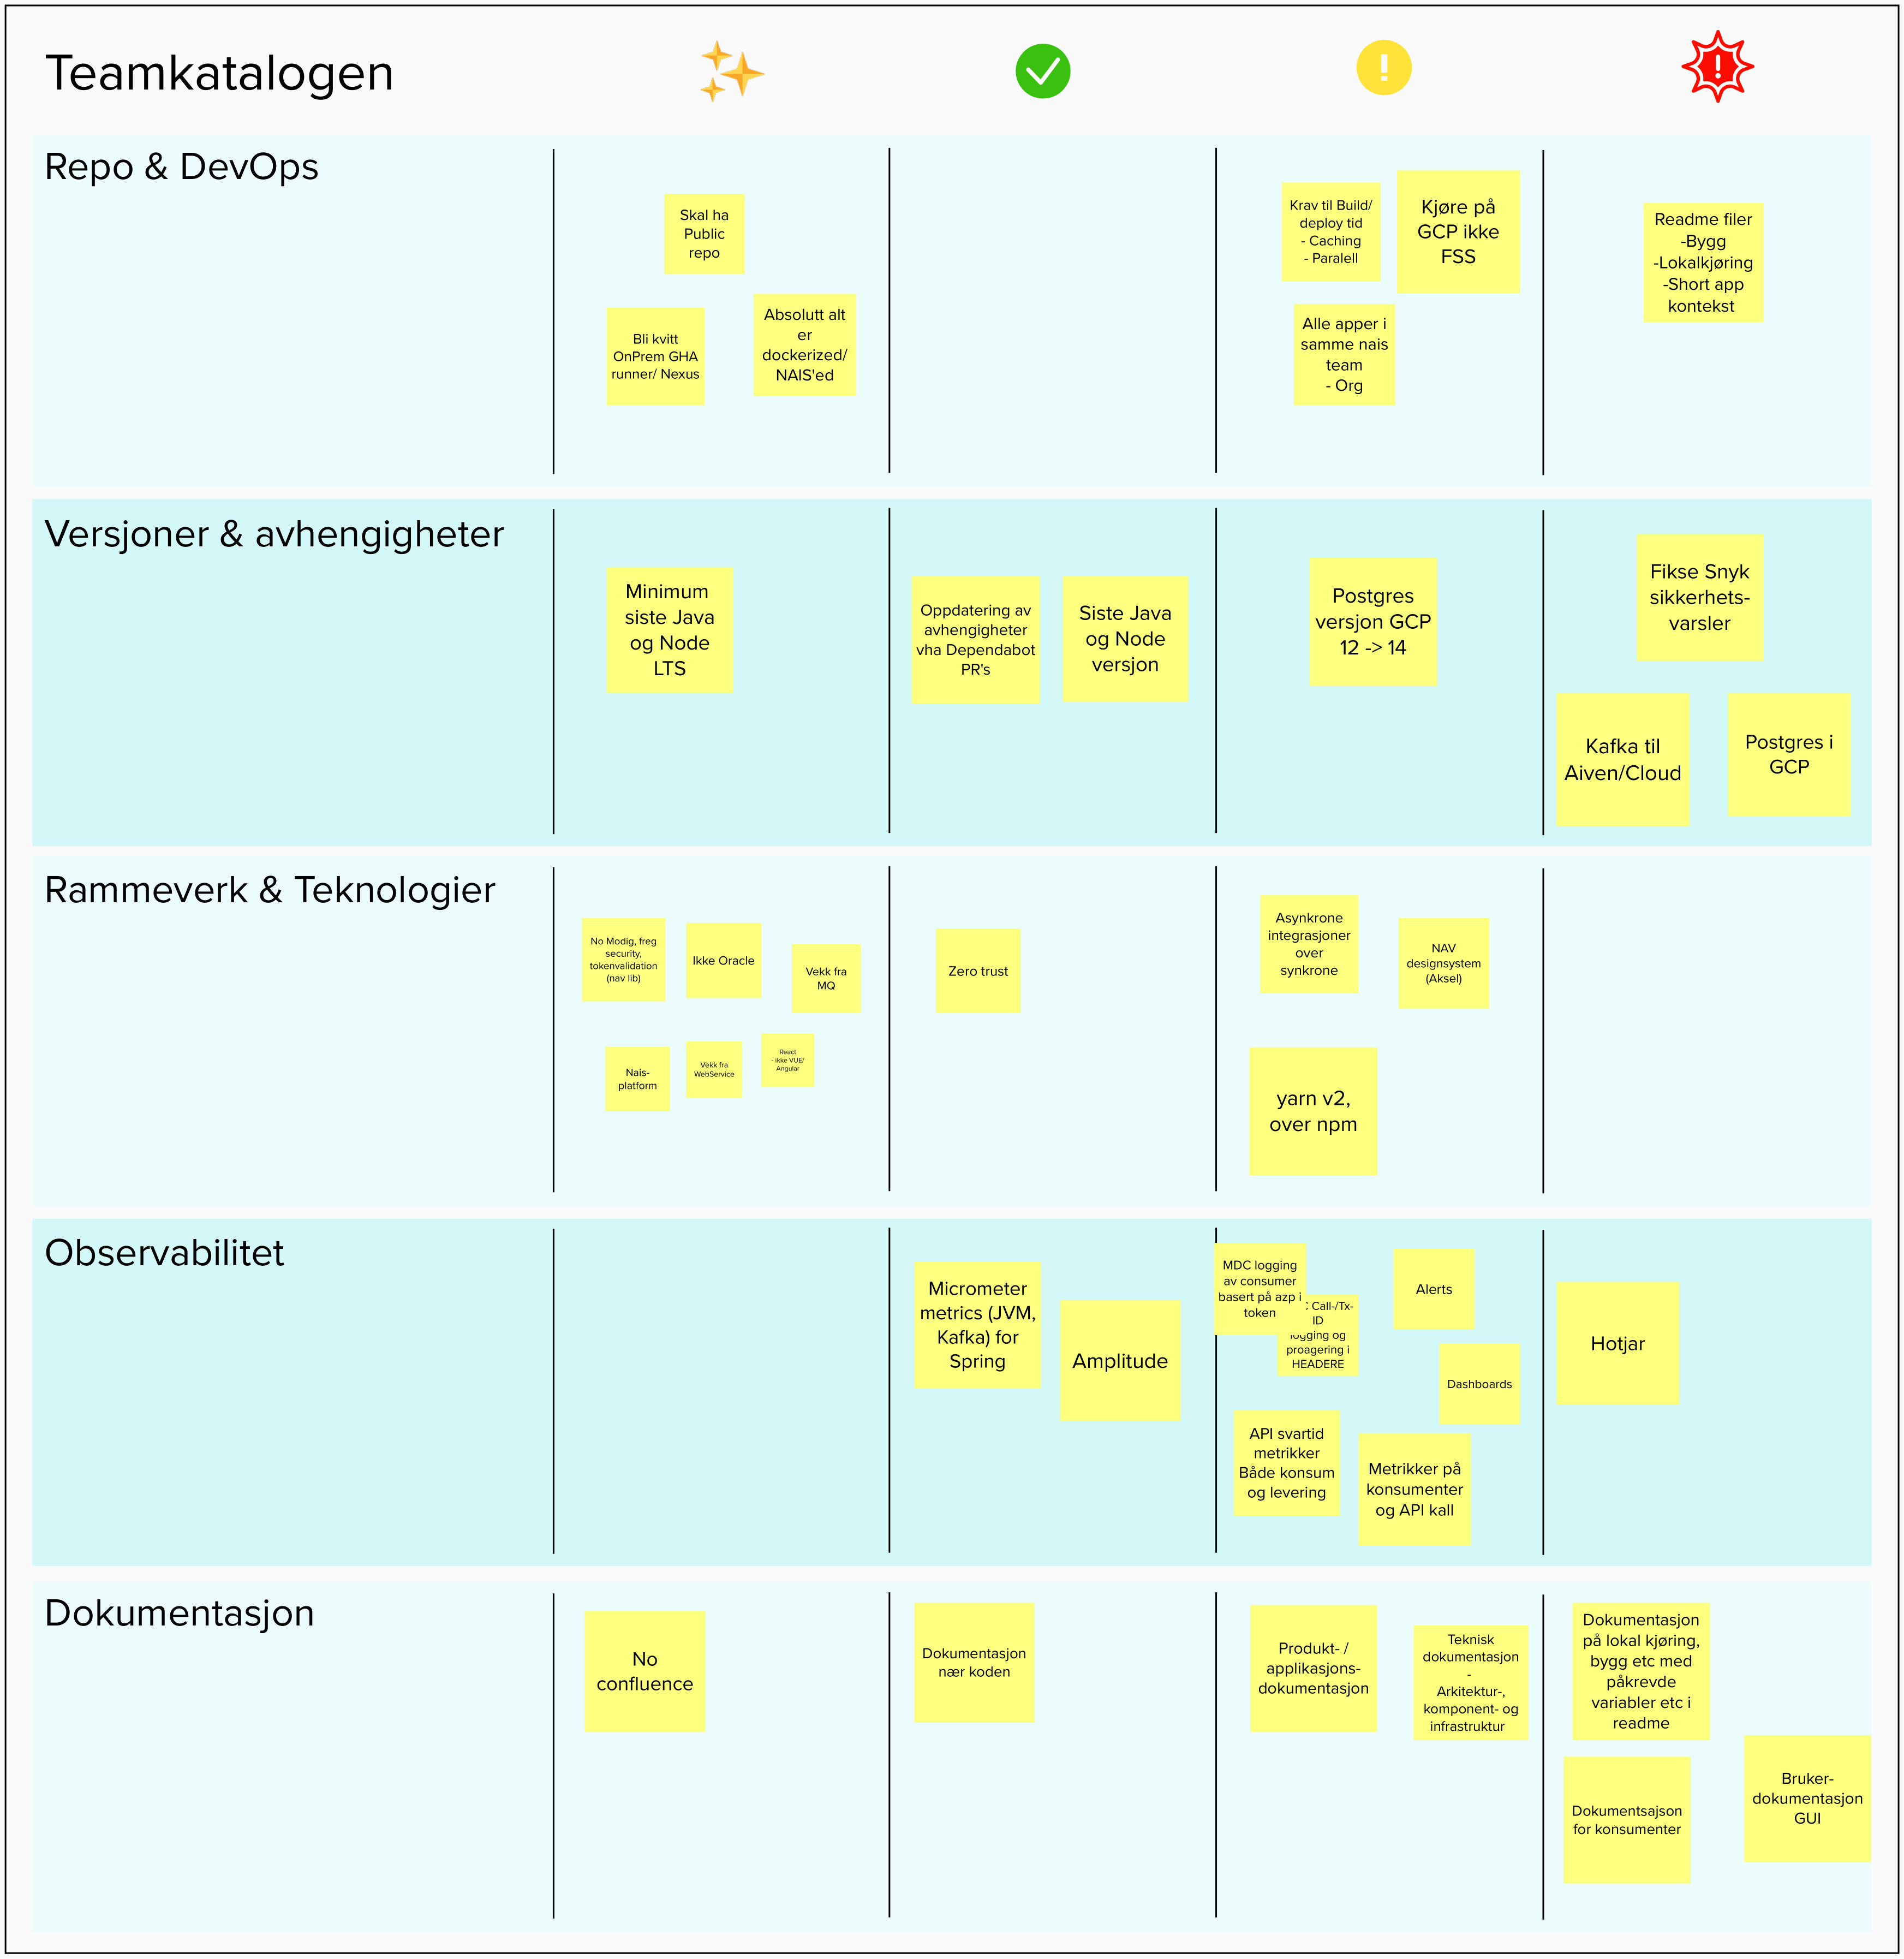 Teamkatalogen
Repo & DevOps
Skal ha
Public
repo
Bli kvitt
OnPrem GHA
runner/ Nexus
Absolutt alt
er
dockerized/
NAIS'ed
Krav til Build/
deploy tid
- Caching
- Paralell
Kjøre på
GCP ikke
FSS
Alle apper i
samme nais
team
- Org
Readme filer
-Bygg
-Lokalkjøring
-Short app
kontekst
Versjoner & avhengigheter
Minimum
siste Java
og Node
LTS
Oppdatering av
avhengigheter
vha Dependabot
PR's
Siste Java
og Node
versjon
Postgres
versjon GCP
12 -> 14
Fikse Snyk
sikkerhets-
varsler
Kafka til
Aiven/Cloud
Postgres i
GCP
Rammeverk & Teknologier
No Modig, freg
security,
tokenvalidation
(nav lib)
Ikke Oracle
Vekk fra
MQ
Nais-
platform
Vekk fra
WebService
React
- ikke VUE/
Angular
Zero trust
Asynkrone
integrasjoner
over
synkrone
NAV
designsystem
(Aksel)
yarn v2,
over npm
Observabilitet
Micrometer
metrics (JVM,
Kafka) for
Spring
Amplitude
MDC logging
av consumer
basert på azp i
token
Call-/Tx-
ID
logging og
proagering i
HEADERE
Alerts
Dashboards
API svartid
metrikker
Både konsum
og levering
Metrikker på
konsumenter
og API kall
Hotjar
Dokumentasjon
No
confluence
Dokumentasjon
nær koden
Produkt- /
applikasjons-
dokumentasjon
Teknisk
dokumentasjon
-
Arkitektur-,
komponent- og
infrastruktur
Dokumentasjon
på lokal kjøring,
bygg etc med
påkrevde
variabler etc i
readme
Dokumentsajson
for konsumenter
Bruker-
dokumentasjon
GUI